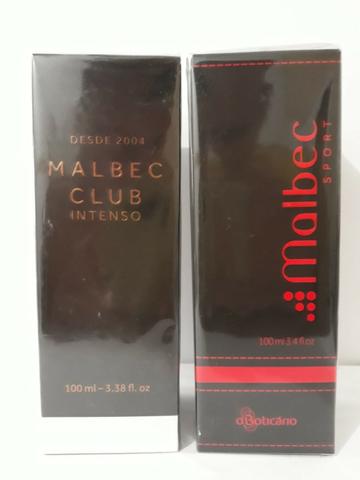 DESDE 2004
MALBEC
CLUB
INTENSO
100 ml – 3.38 fl. oz
malbec
SPORT
100 ml 3.4 fl oz
oBoticário